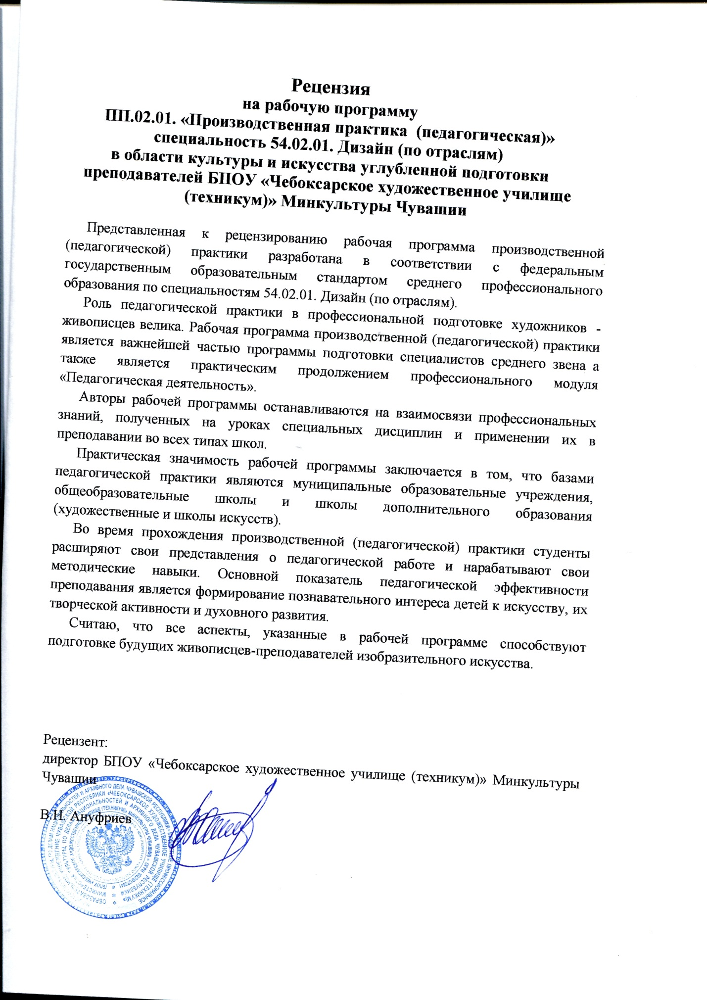 Рецензия
на рабочую программу
ПП.02.01. «Производственная практика (педагогическая)»
специальность 54.02.01. Дизайн (по отраслям)
в области культуры и искусства углубленной подготовки
преподавателей БПОУ «Чебоксарское художественное училище
(техникум)» Минкультуры Чувашии
Представленная к рецензированию рабочая программа производственной
(педагогической) практики разработана в соответствии с федеральным
государственным образовательным стандартом среднего профессионального
образования по специальностям 54.02.01. Дизайн (по отраслям).
Роль педагогической практики в профессиональной подготовке художников -
живописцев велика. Рабочая программа производственной (педагогической) практики
является важнейшей частью программы подготовки специалистов среднего звена а
также является практическим продолжением профессионального модуля
«Педагогическая деятельность».
Авторы рабочей программы останавливаются на взаимосвязи профессиональных
знаний, полученных на уроках специальных дисциплин и применении их в
преподавании во всех типах школ.
Практическая значимость рабочей программы заключается в том, что базами
педагогической практики являются муниципальные образовательные учреждения,
общеобразовательные школы и школы дополнительного образования
(художественные и школы искусств).
Во время прохождения производственной (педагогической) практики студенты
расширяют свои представления о педагогической работе и нарабатывают свои
методические навыки. Основной показатель педагогической эффективности
преподавания является формирование познавательного интереса детей к искусству, их
творческой активности и духовного развития.
Считаю, что все аспекты, указанные в рабочей программе способствуют
подготовке будущих живописцев-преподавателей изобразительного искусства.
Рецензент:
директор БПОУ «Чебоксарское художественное училище (техникум)» Минкультуры
Чувашии
В.Н. Ануфриев